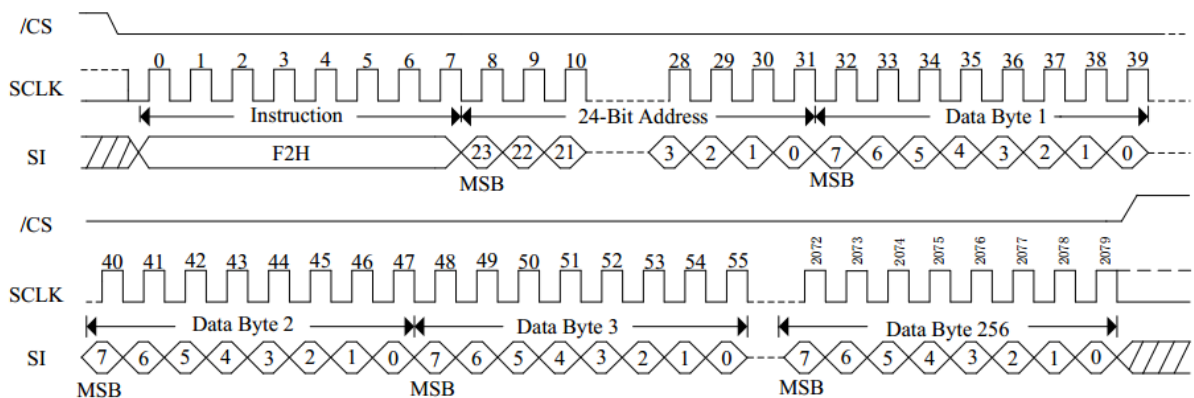 /CS
0 1 2 3 4 5 6 7 8 9 10 28 29 30 31 32 33 34 35 36 37 38 39
SCLK
Instruction 24-Bit Address Data Byte 1
SI F2H 23 22 21 3 2 1 0 7 6 5 4 3 2 1 0
MSB MSB
/CS
40 41 42 43 44 45 46 47 48 49 50 51 52 53 54 55 2072 2073 2074 2075 2076 2077 2078 2079
SCLK
Data Byte 2 Data Byte 3 Data Byte 256
SI 7 6 5 4 3 2 1 0 7 6 5 4 3 2 1 0 7 6 5 4 3 2 1 0
MSB MSB MSB